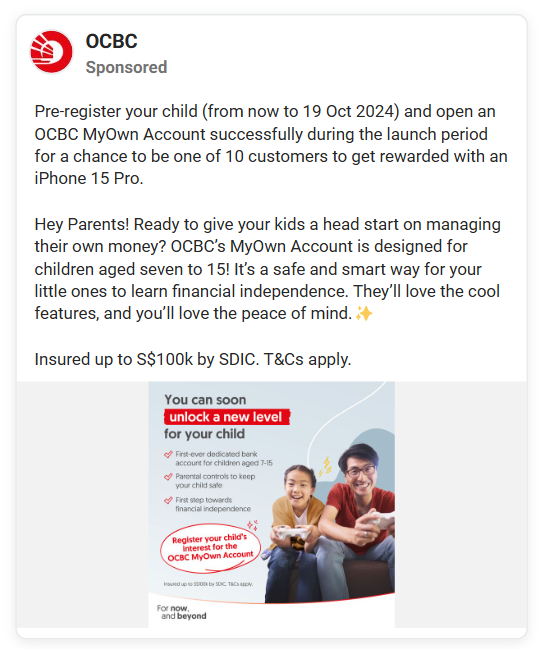 OCBC
Sponsored
Pre-register your child (from now to 19 Oct 2024) and open an
OCBC MyOwn Account successfully during the launch period
for a chance to be one of 10 customers to get rewarded with an
iPhone 15 Pro.
Hey Parents! Ready to give your kids a head start on managing
their own money? OCBC’s MyOwn Account is designed for
children aged seven to 15! It’s a safe and smart way for your
little ones to learn financial independence. They’ll love the cool
features, and you’ll love the peace of mind.✨
Insured up to S$100k by SDIC. T&Cs apply.
You can soon
unlock a new level
for your child
First-ever dedicated bank
account for children aged 7-15
Parental controls to keep
your child safe
First step towards
financial independence
Register your child's
interest for the
OCBC MyOwn Account
Insured up to S$100k by SDIC. T&Cs apply.
For now,
and beyond